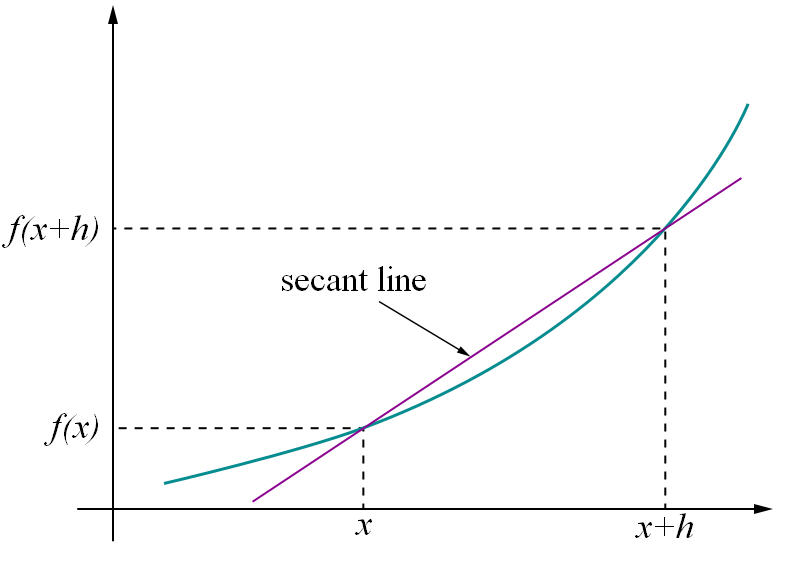 f(x+h)
secant line
f(x)
x
x+h